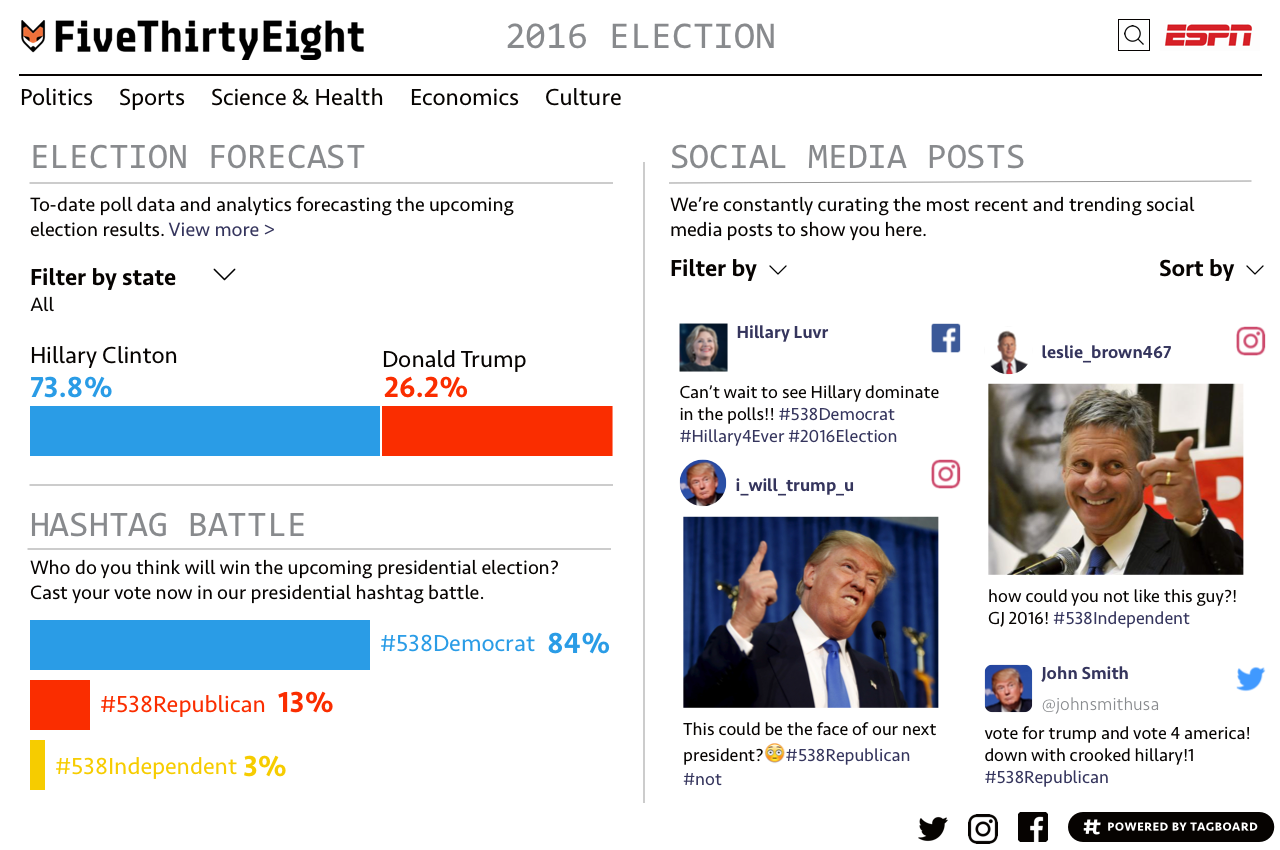 FiveThirtyEight
2016 ELECTION
ESPN
Politics Sports Science & Health Economics Culture
ELECTION FORECAST
To-date poll data and analytics forecasting the upcoming
election results. View more >
Filter by state
All
Hillary Clinton
73.8%
Donald Trump
26.2%
HASHTAG BATTLE
Who do you think will win the upcoming presidential election?
Cast your vote now in our presidential hashtag battle.
#538Democrat 84%
#538Republican 13%
#538Independent 3%
SOCIAL MEDIA POSTS
We’re constantly curating the most recent and trending social
media posts to show you here.
Filter by
Sort by
Hillary Luvr
Can’t wait to see Hillary dominate
in the polls!! #538Democrat
#Hillary4Ever #2016Election
i_will_trump_u
This could be the face of our next
president?😳#538Republican
#not
leslie_brown467
how could you not like this guy?!
GJ 2016! #538Independent
John Smith
@johnsmithusa
vote for trump and vote 4 america!
down with crooked hillary!1
#538Republican
# POWERED BY TAGBOARD